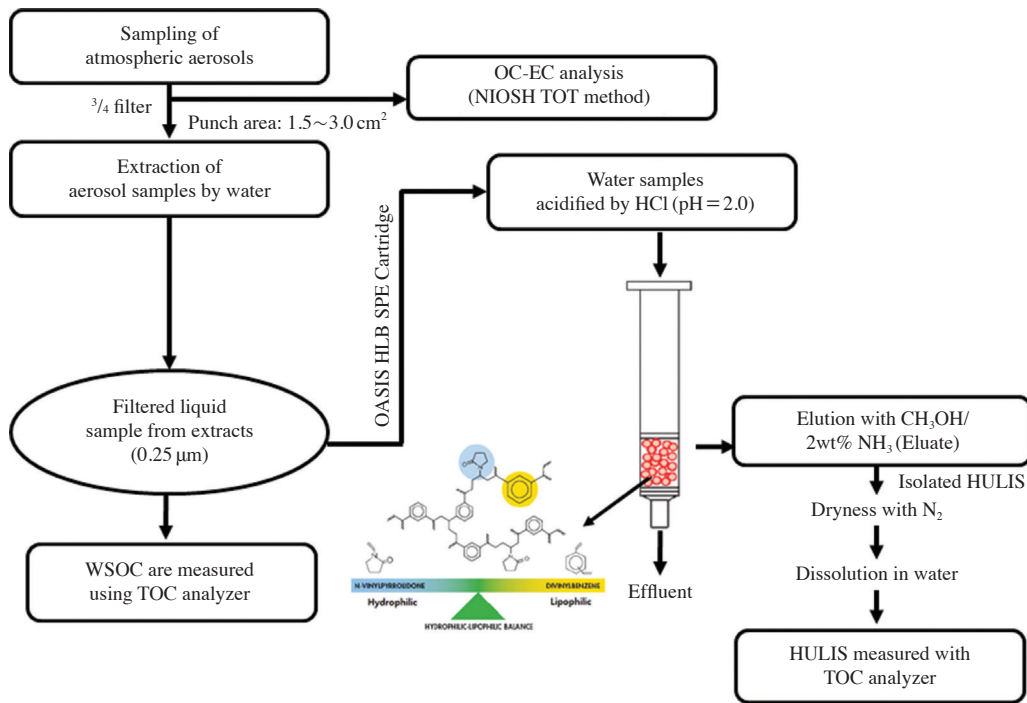 Sampling of
atmospheric aerosols
OC-EC analysis
(NIOSH TOT method)
3/4 filter
Punch area: 1.5~3.0 cm²
Extraction of
aerosol samples by water
Water samples
acidified by HCl (pH = 2.0)
OASIS HLB SPE Cartridge
Filtered liquid
sample from extracts
(0.25 μm)
Elution with CH₃OH/
2wt% NH₃ (Eluate)
Isolated HULIS
Dryness with N₂
WSOC are measured
using TOC analyzer
N-VINYLPYRROLIDONE
DIVINYLBENZENE
Hydrophilic
Lipophilic
HYDROPHILIC-LIPOPHILIC BALANCE
Effluent
Dissolution in water
HULIS measured with
TOC analyzer